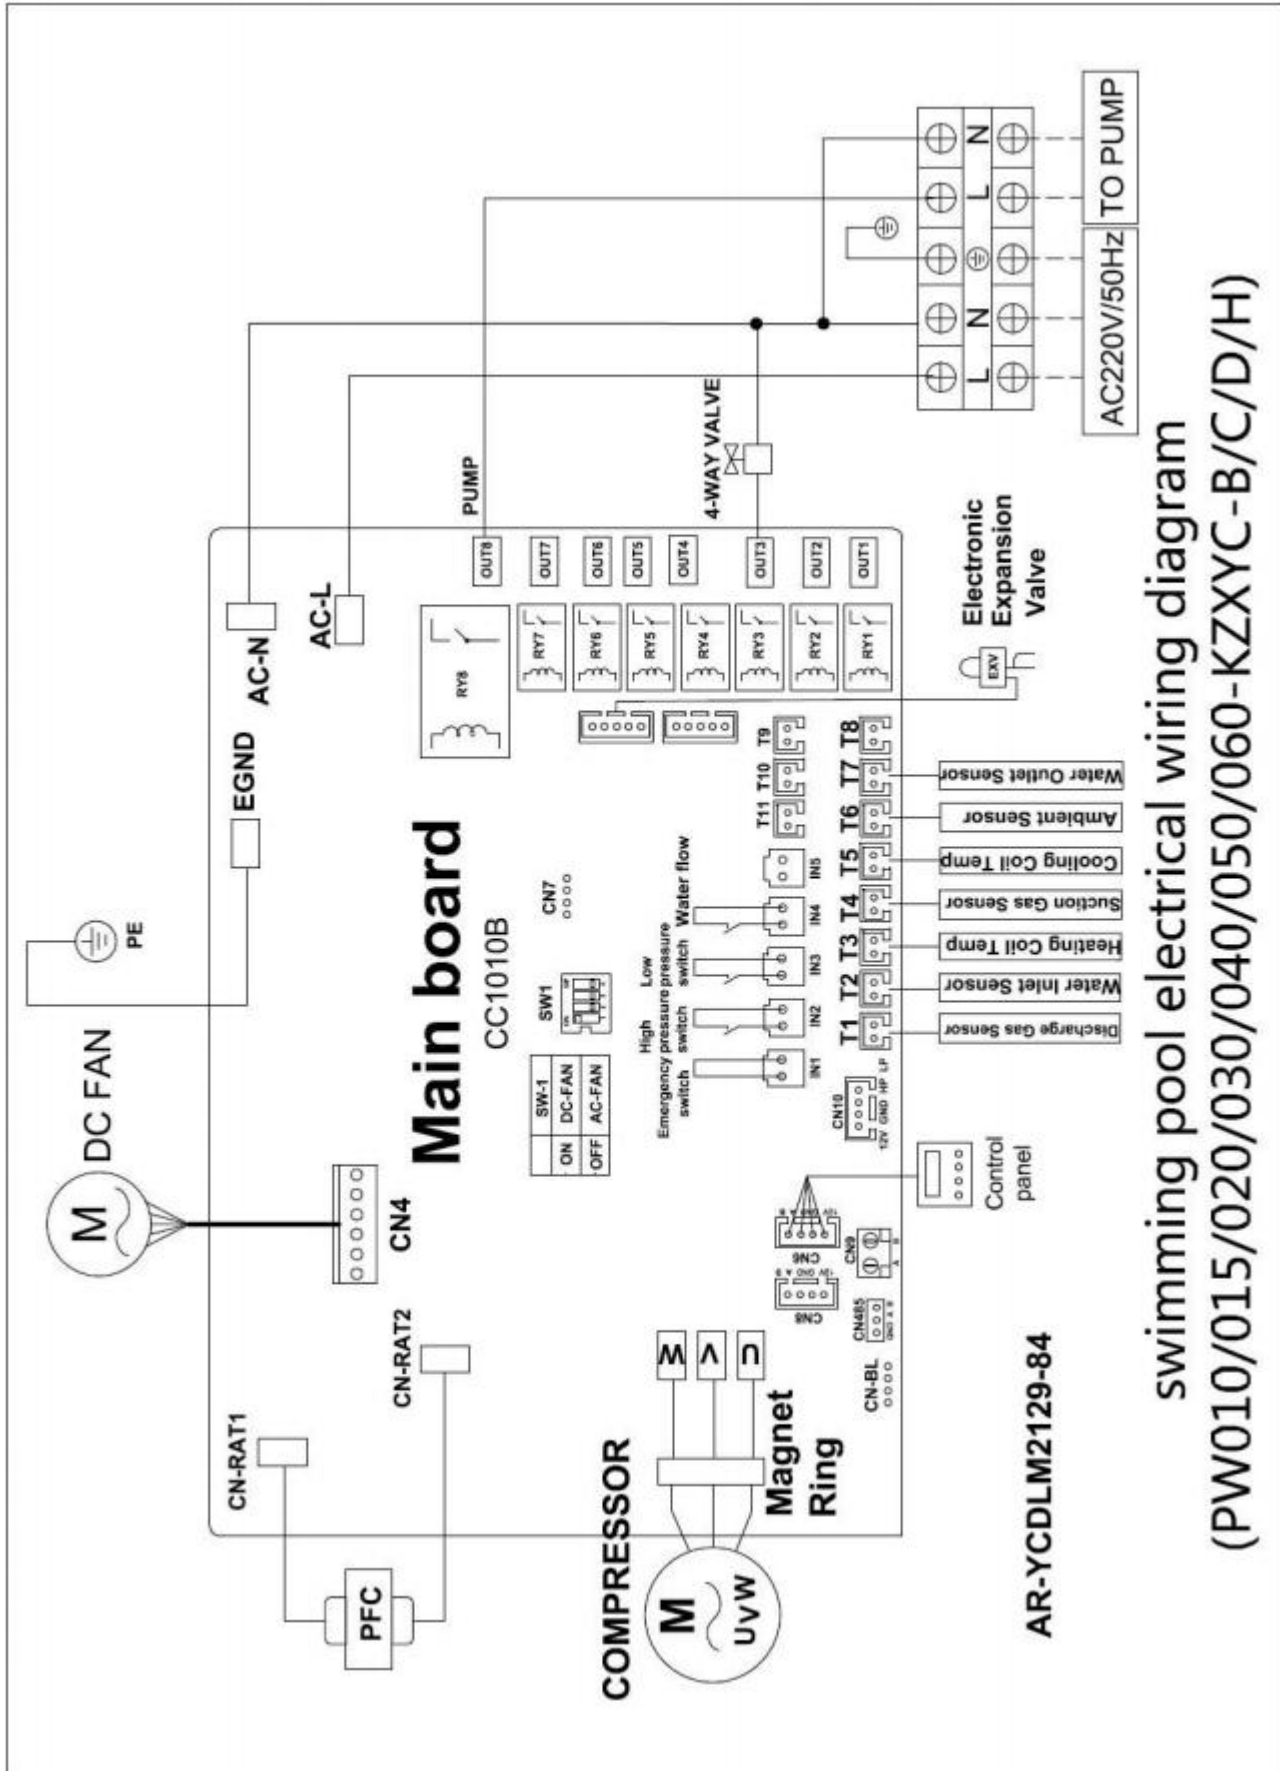 DC FAN
PE
CN-RAT1
CN-RAT2
PFC
CN4
EGND
AC-N
AC-L
Main board
CC1010B
SW-1
ON DC-FAN
OFF AC-FAN
SW1
CN7
RY8
RY7
RY6
RY5
RY4
RY3
RY2
RY1
OUT8
OUT7
OUT6
OUT5
OUT4
OUT3
OUT2
OUT1
PUMP
4-WAY VALVE
COMPRESSOR
M
UVW
M
Magnet
Ring
W
V
U
Emergency
switch
High
pressure
switch
Low
pressure
switch
Water flow
IN1
IN2
IN3
IN4
IN5
T11
T10
T9
T1
T2
T3
T4
T5
T6
T7
T8
CN-BL
CN485
GND A B
CN8
12V GND A B
CN6
12V GND A B
CN9
A B
CN10
12V GND HP LP
Discharge Gas Sensor
Water Inlet Sensor
Heating Coil Temp
Suction Gas Sensor
Cooling Coil Temp
Ambient Sensor
Water Outlet Sensor
Control
panel
EXV
Electronic
Expansion
Valve
L N L N
AC220V/50Hz
TO PUMP
AR-YCDLM2129-84
swimming pool electrical wiring diagram
(PW010/015/020/030/040/050/060-KZXYC-B/C/D/H)